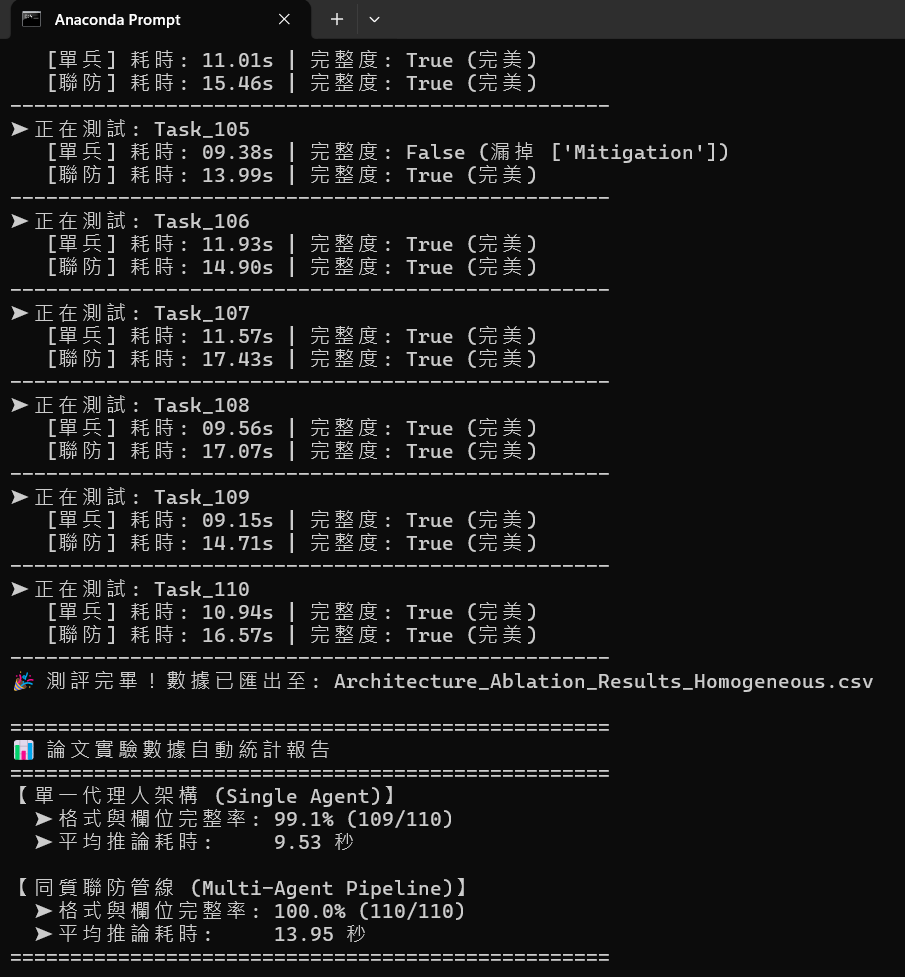 Anaconda Prompt
[單兵] 耗時: 11.01s | 完整度: True (完美)
[聯防] 耗時: 15.46s | 完整度: True (完美)
--------------------------------------------------
➤ 正在測試: Task_105
[單兵] 耗時: 09.38s | 完整度: False (漏掉 ['Mitigation'])
[聯防] 耗時: 13.99s | 完整度: True (完美)
--------------------------------------------------
➤ 正在測試: Task_106
[單兵] 耗時: 11.93s | 完整度: True (完美)
[聯防] 耗時: 14.90s | 完整度: True (完美)
--------------------------------------------------
➤ 正在測試: Task_107
[單兵] 耗時: 11.57s | 完整度: True (完美)
[聯防] 耗時: 17.43s | 完整度: True (完美)
--------------------------------------------------
➤ 正在測試: Task_108
[單兵] 耗時: 09.56s | 完整度: True (完美)
[聯防] 耗時: 17.07s | 完整度: True (完美)
--------------------------------------------------
➤ 正在測試: Task_109
[單兵] 耗時: 09.15s | 完整度: True (完美)
[聯防] 耗時: 14.71s | 完整度: True (完美)
--------------------------------------------------
➤ 正在測試: Task_110
[單兵] 耗時: 10.94s | 完整度: True (完美)
[聯防] 耗時: 16.57s | 完整度: True (完美)
--------------------------------------------------
🎉 測評完畢！數據已匯出至: Architecture_Ablation_Results_Homogeneous.csv
==================================================
📊 論文實驗數據自動統計報告
==================================================
【單一代理人架構 (Single Agent)】
➤ 格式與欄位完整率: 99.1% (109/110)
➤ 平均推論耗時: 9.53 秒
【同質聯防管線 (Multi-Agent Pipeline)】
➤ 格式與欄位完整率: 100.0% (110/110)
➤ 平均推論耗時: 13.95 秒
==================================================